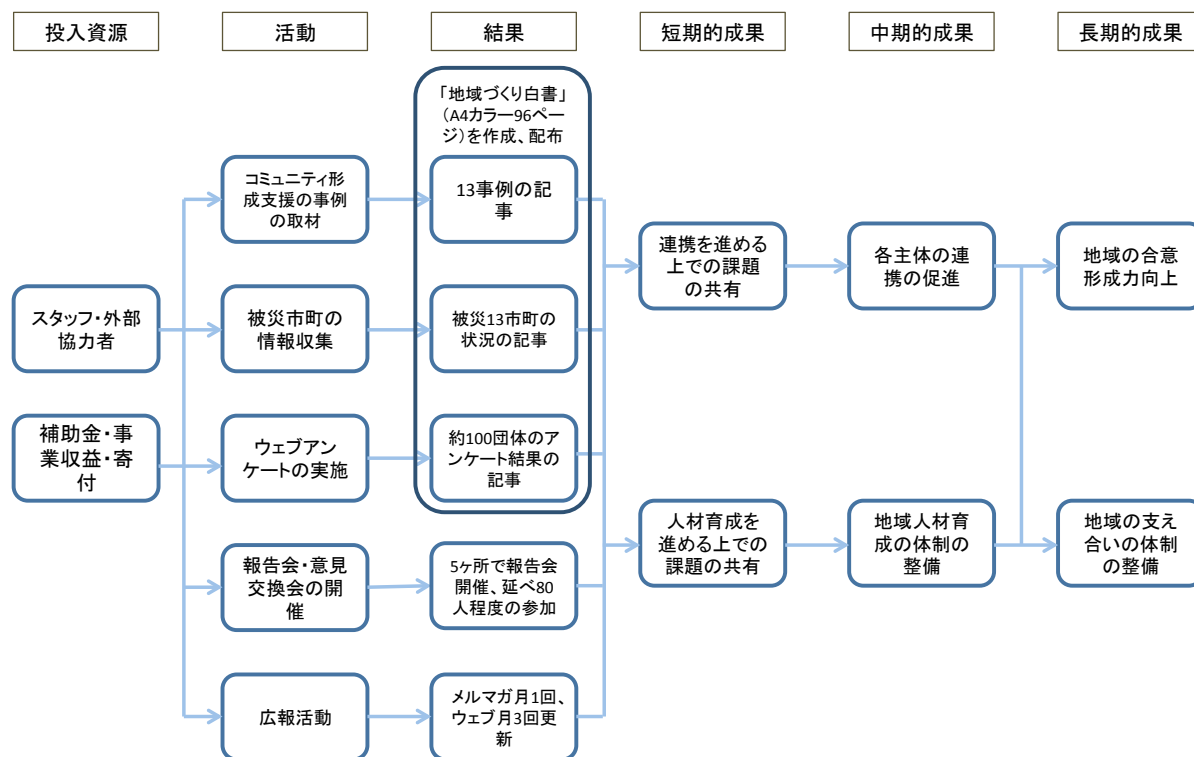 投入資源
活動
結果
短期的成果
中期的成果
長期的成果
「地域づくり白書」
(A4カラー96ペー
ジ)を作成、配布
コミュニティ形
成支援の事例
の取材
13事例の記
事
連携を進める
上での課題
の共有
各主体の連
携の促進
地域の合意
形成力向上
スタッフ・外部
協力者
被災市町の
情報収集
被災13市町の
状況の記事
補助金・事
業収益・寄
付
ウェブアン
ケートの実施
約100団体のア
ンケート結果の
記事
人材育成を
進める上での
課題の共有
地域人材育
成の体制の
整備
地域の支え
合いの体制
の整備
報告会・意見
交換会の開
催
5ヶ所で報告会
開催、延べ80
人程度の参加
広報活動
メルマガ月1回、
ウェブ月3回更
新